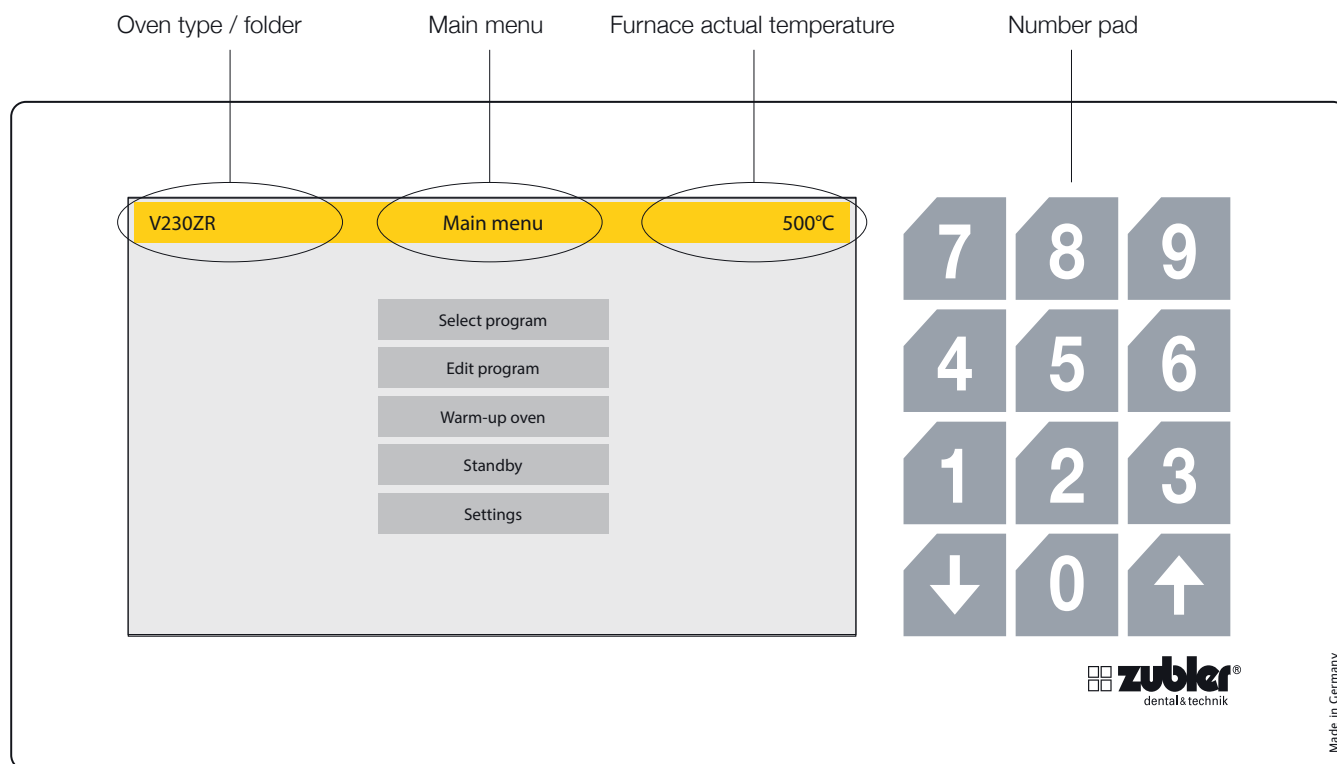 Oven type / folder
Main menu
Furnace actual temperature
Number pad
V230ZR
Main menu
500°C
Select program
Edit program
Warm-up oven
Standby
Settings
7 8 9
4 5 6
1 2 3
↓ 0 ↑
zubler®
dental & technik
Made in Germany